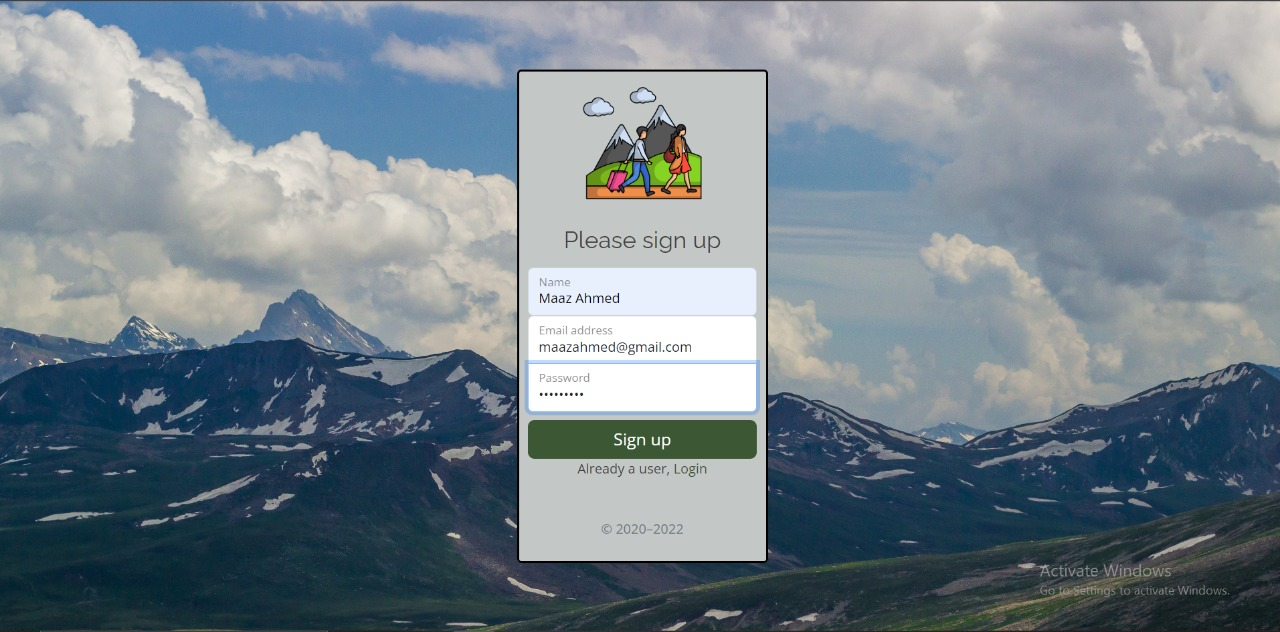 Please sign up
Name
Maaz Ahmed
Email address
maazahmed@gmail.com
Password
•••••••••
Sign up
Already a user, Login
© 2020–2022
Activate Windows
Go to Settings to activate Windows.